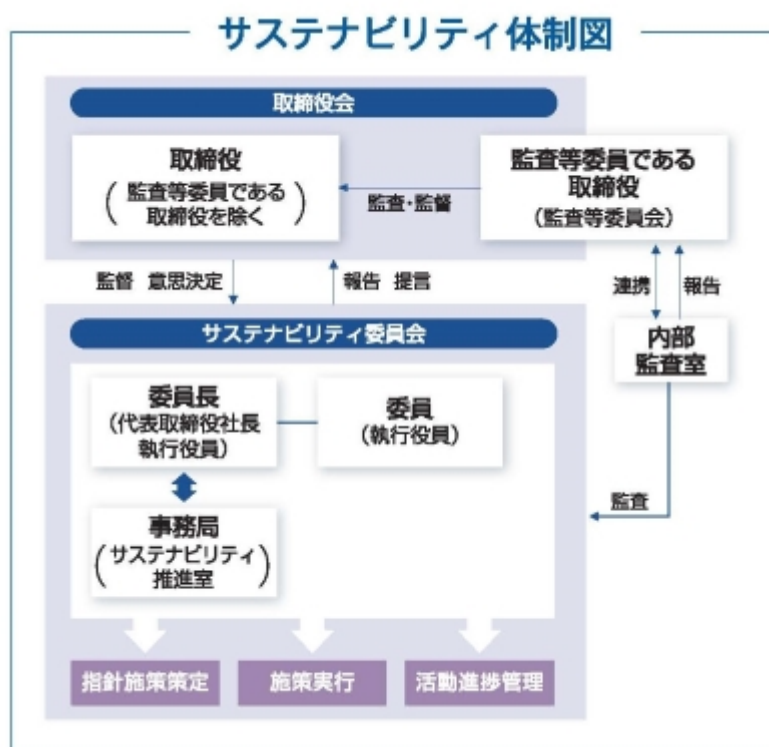 サステナビリティ体制図
取締役会
取締役
(監査等委員である
取締役を除く)
監査・監督
監査等委員である
取締役
(監査等委員会)
監督 意思決定
報告 提言
連携
報告
サステナビリティ委員会
内部
監査室
委員長
(代表取締役社長
執行役員)
委員
(執行役員)
監査
事務局
(サステナビリティ
推進室)
指針施策策定
施策実行
活動進捗管理